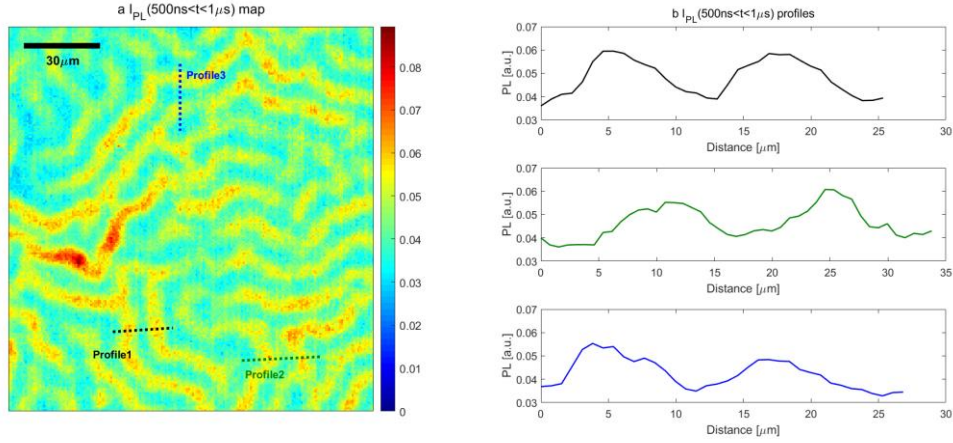 a I_PL(500ns<t<1μs) map
30μm
Profile3
Profile1
Profile2
0.08
0.07
0.06
0.05
0.04
0.03
0.02
0.01
0
b I_PL(500ns<t<1μs) profiles
PL [a.u.]
0.07
0.06
0.05
0.04
0.03
0 5 10 15 20 25 30
Distance [μm]
PL [a.u.]
0.07
0.06
0.05
0.04
0.03
0 5 10 15 20 25 30 35
Distance [μm]
PL [a.u.]
0.07
0.06
0.05
0.04
0.03
0 5 10 15 20 25 30
Distance [μm]